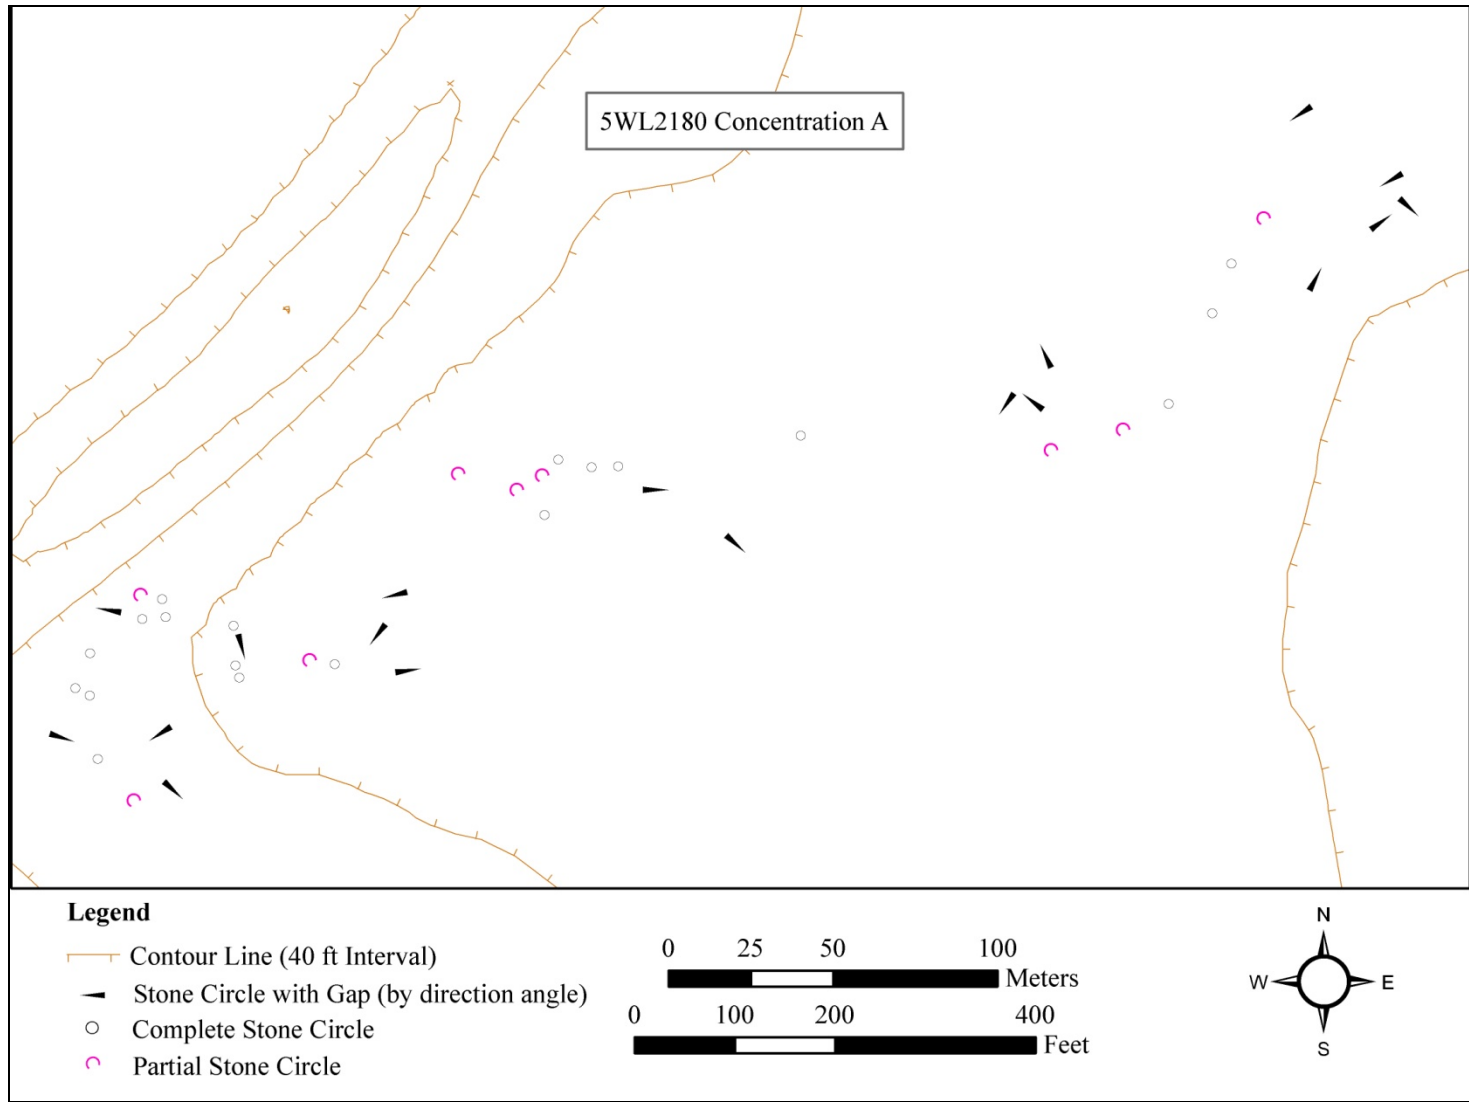 5WL2180 Concentration A
Legend
Contour Line (40 ft Interval)
Stone Circle with Gap (by direction angle)
Complete Stone Circle
Partial Stone Circle
0 25 50 100
Meters
0 100 200 400
Feet
N
W E
S